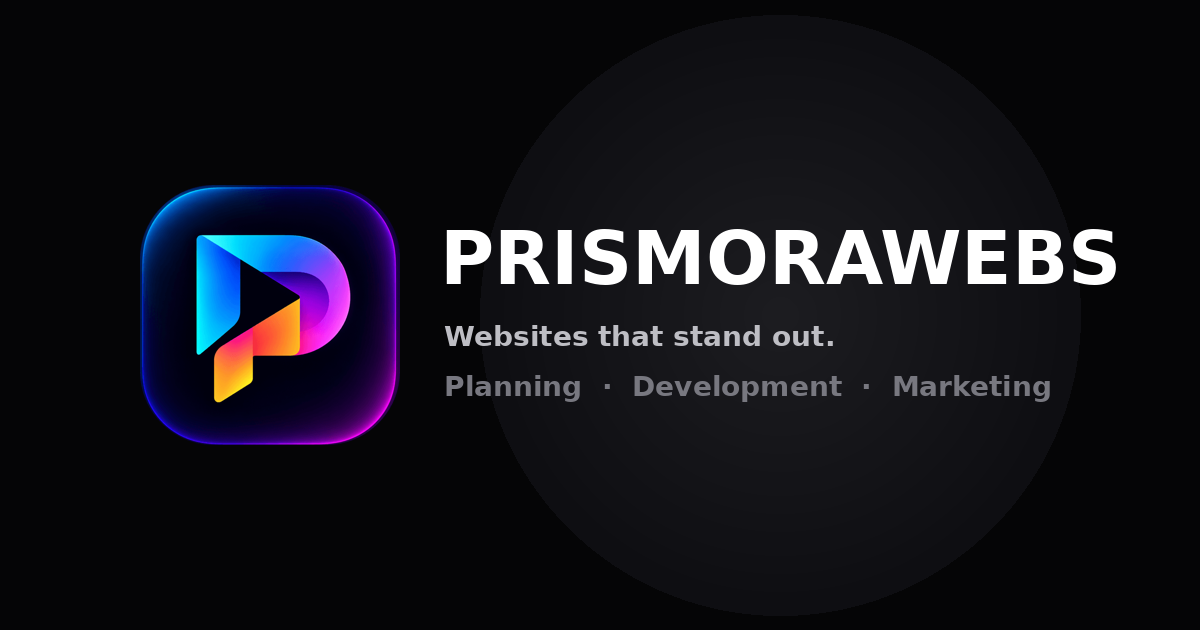 PRISMORAWEBS
Websites that stand out.
Planning · Development · Marketing